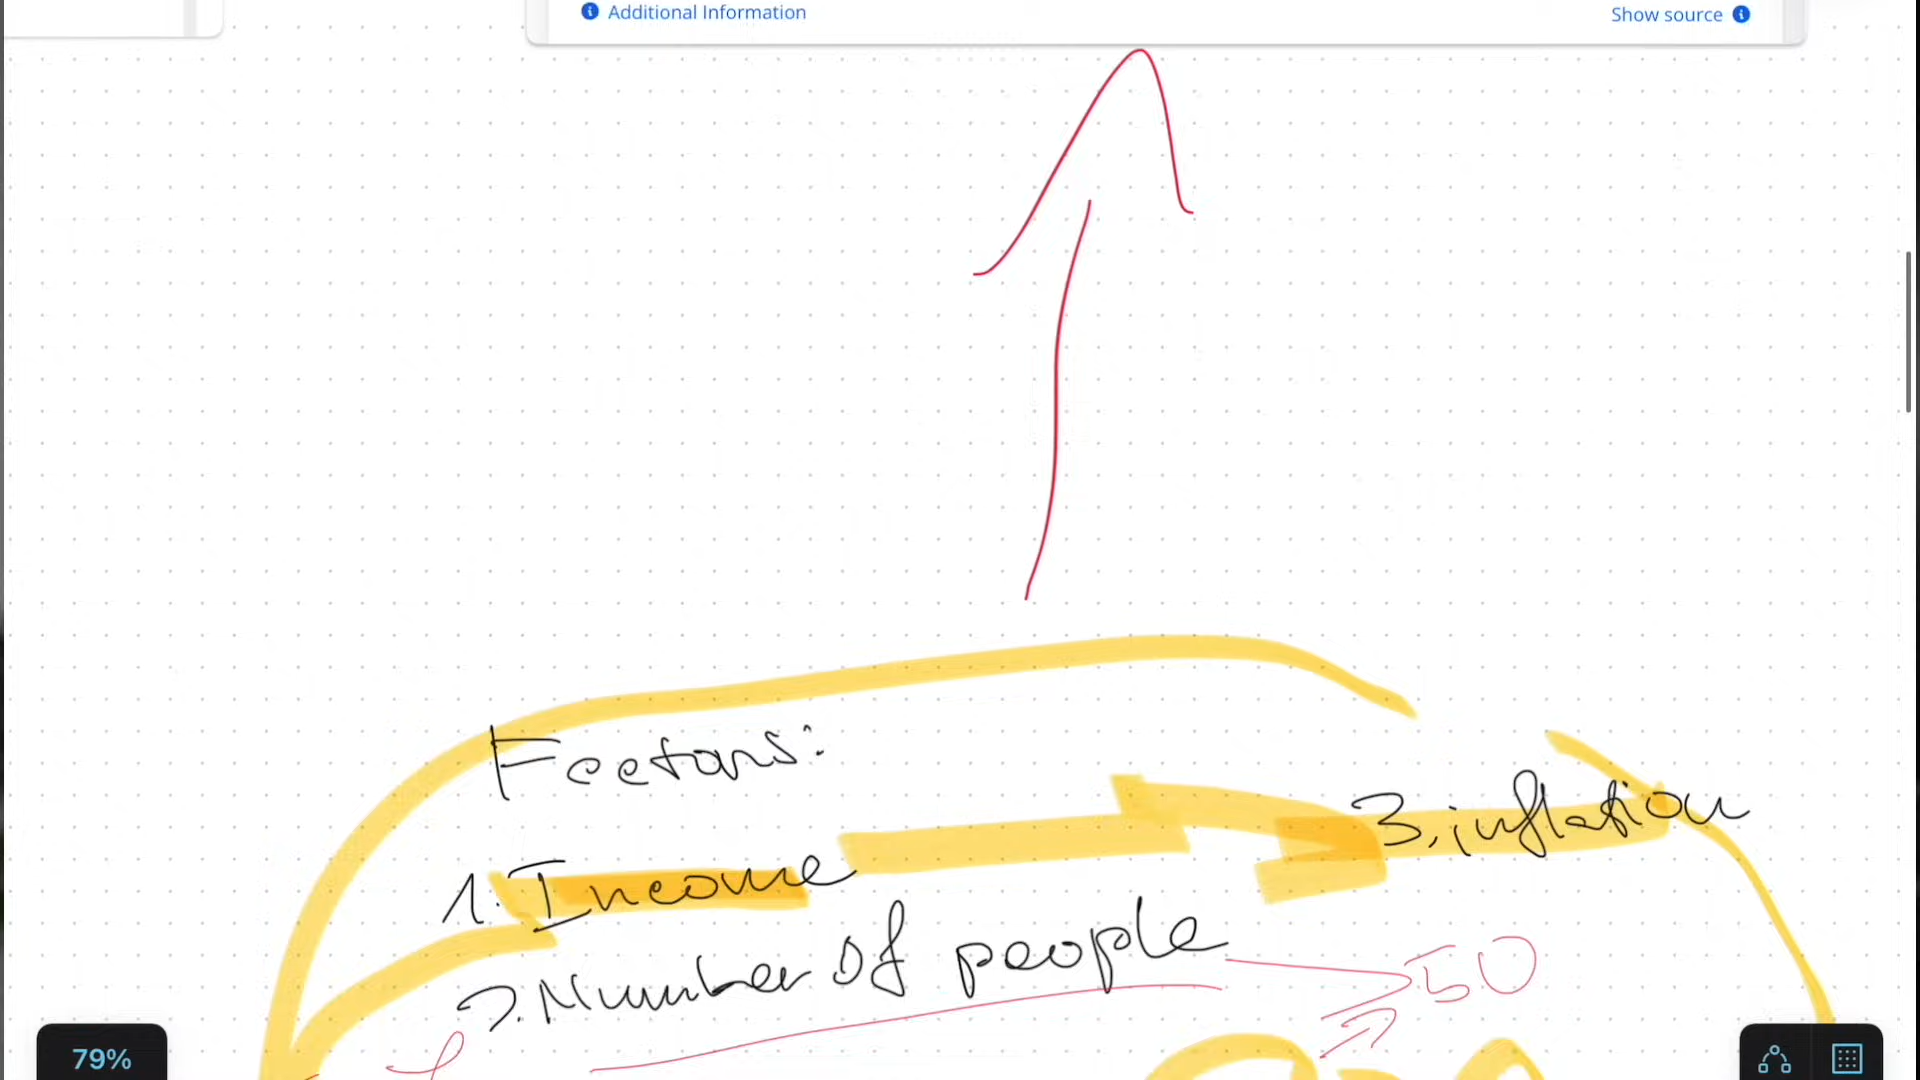 Additional Information
Show source
Factors:
1. Income
3. inflation
2. Number of people
50
79%